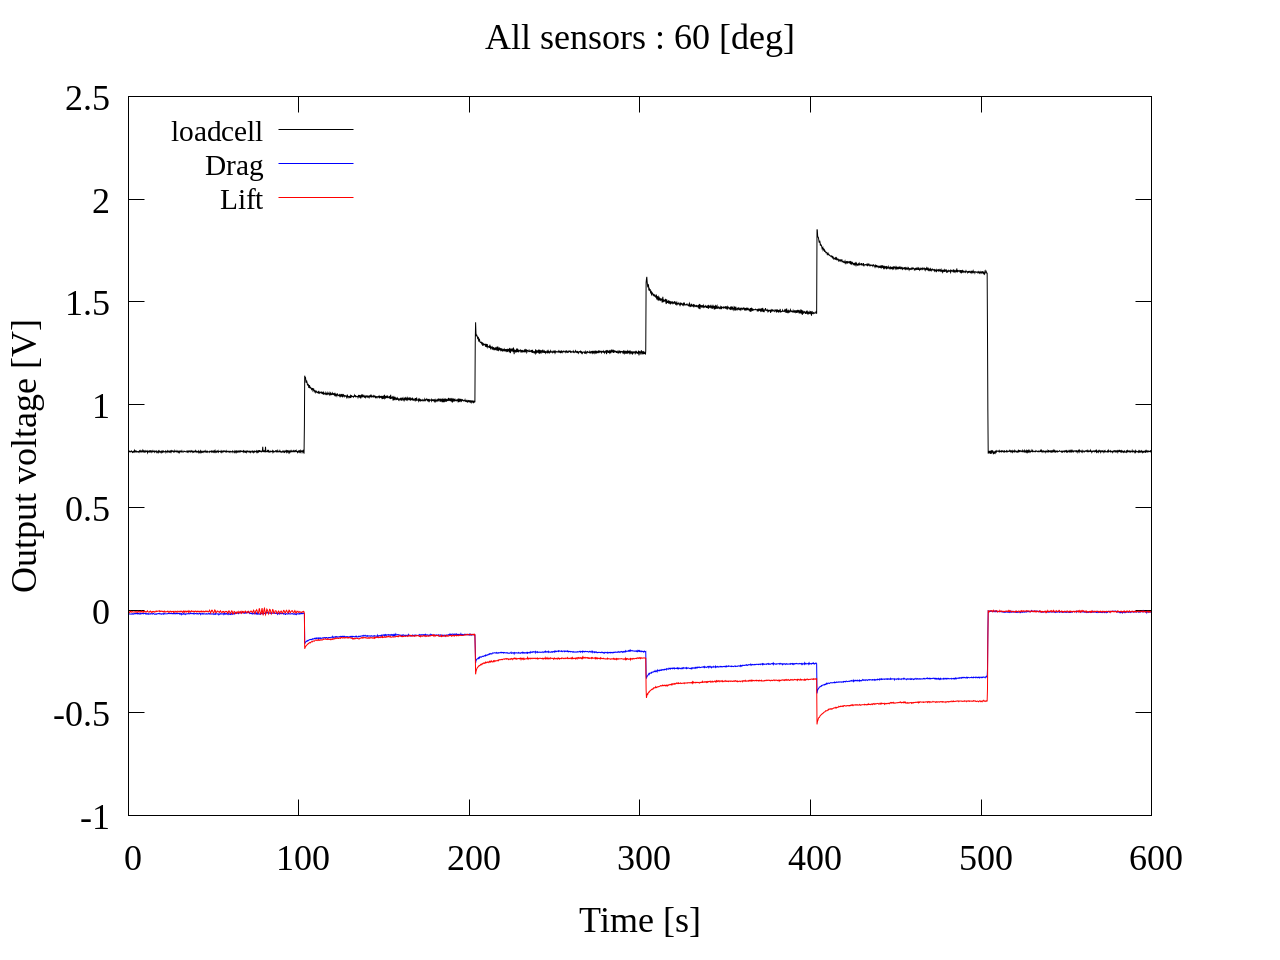 All sensors : 60 [deg]
2.5
2
1.5
1
0.5
0
-0.5
-1
loadcell
Drag
Lift
Output voltage [V]
0 100 200 300 400 500 600
Time [s]